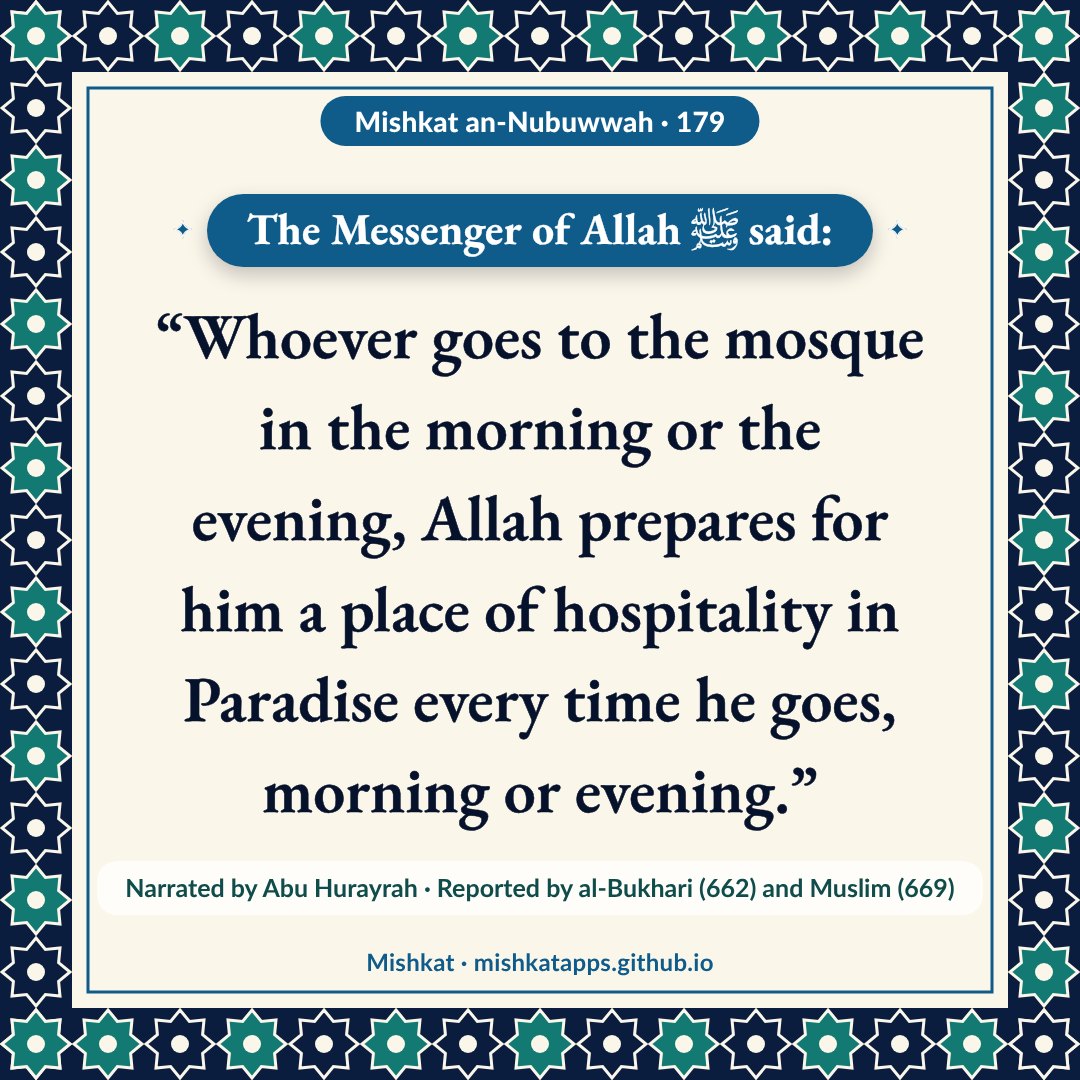 Mishkat an-Nubuwwah · 179
The Messenger of Allah ﷺ said:
“Whoever goes to the mosque
in the morning or the
evening, Allah prepares for
him a place of hospitality in
Paradise every time he goes,
morning or evening.”
Narrated by Abu Hurayrah · Reported by al-Bukhari (662) and Muslim (669)
Mishkat · mishkatapps.github.io